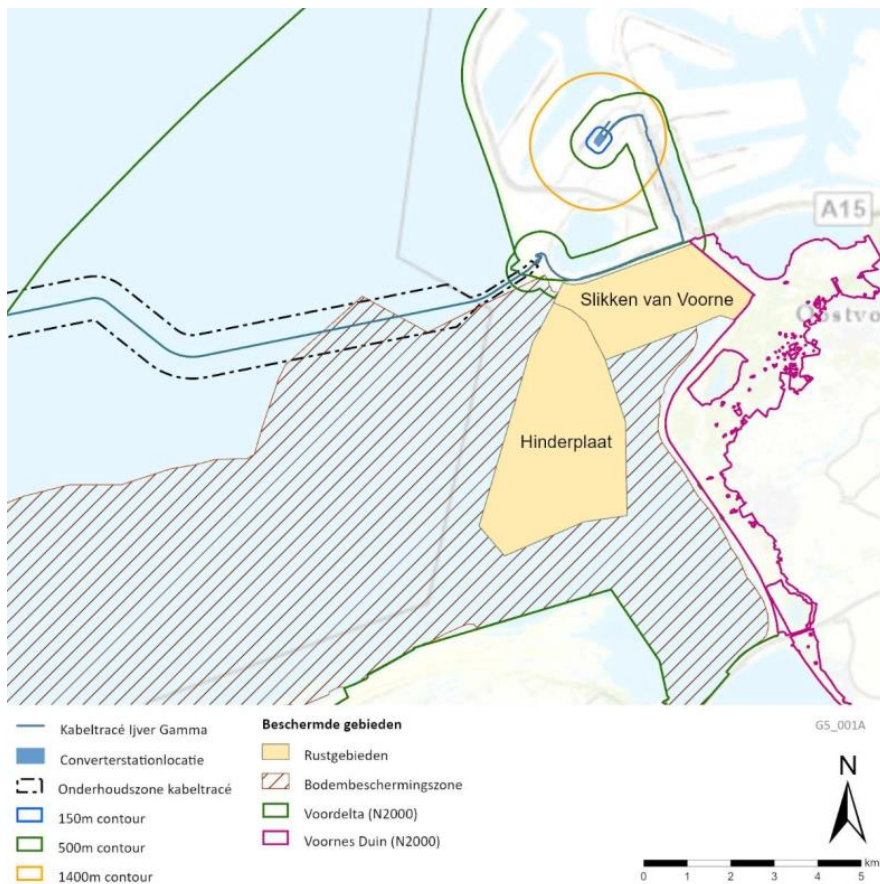 A15
Slikken van Voorne
Oostvo
Hinderplaat
Kabeltracé Ijver Gamma
Converterstationlocatie
Onderhoudszone kabeltracé
150m contour
500m contour
1400m contour
Beschermde gebieden
Rustgebieden
Bodembeschermingszone
Voordelta (N2000)
Voornes Duin (N2000)
G5_001A
N
km
0 1 2 3 4 5